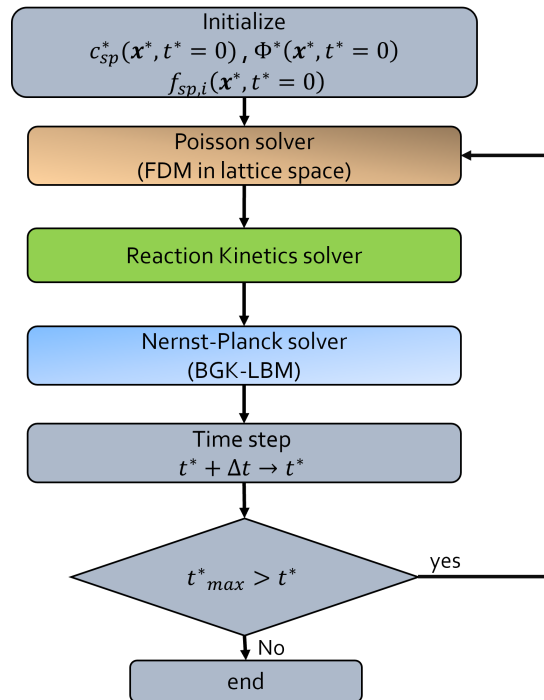 Initialize
c*ₛₚ(x*, t* = 0) , Φ*(x*, t* = 0)
fₛₚ,ᵢ(x*, t* = 0)
Poisson solver
(FDM in lattice space)
Reaction Kinetics solver
Nernst-Planck solver
(BGK-LBM)
Time step
t* + Δt → t*
t*ₘₐₓ > t*
yes
No
end